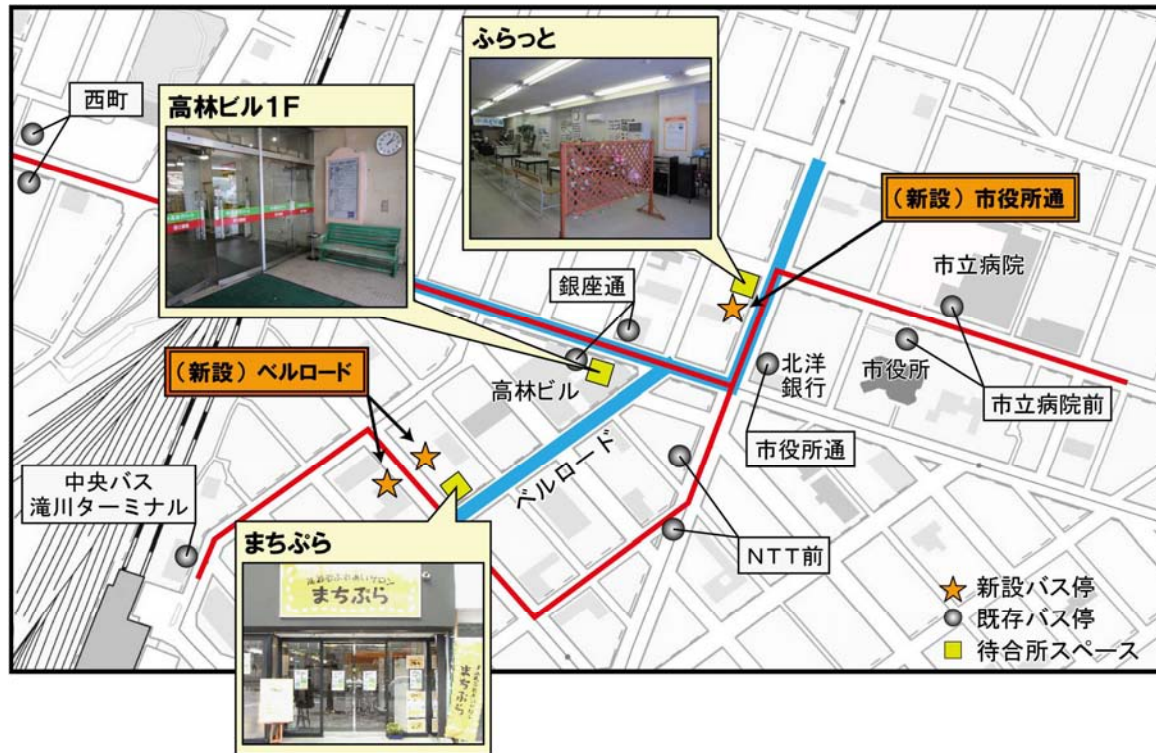 ふらっと
西町
高林ビル1F
(新設)市役所通
市立病院
銀座通
(新設)ベルロード
高林ビル
北洋
銀行
市役所
市立病院前
ベルロード
市役所通
中央バス
滝川ターミナル
まちぷら
NTT前
まちぷら
まちぷら
新設バス停
既存バス停
待合所スペース